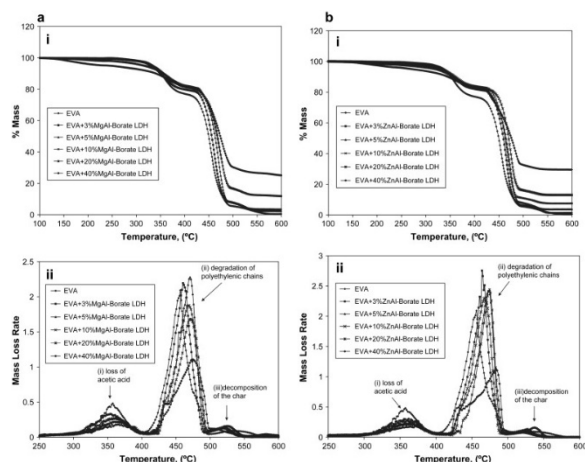 a
i
% Mass
120
100
80
60
40
20
0
EVA
EVA+3%MgAl-Borate LDH
EVA+5%MgAl-Borate LDH
EVA+10%MgAl-Borate LDH
EVA+20%MgAl-Borate LDH
EVA+40%MgAl-Borate LDH
100 150 200 250 300 350 400 450 500 550 600
Temperature, (ºC)
b
i
% Mass
120
100
80
60
40
20
0
EVA
EVA+3%ZnAl-Borate LDH
EVA+5%ZnAl-Borate LDH
EVA+10%ZnAl-Borate LDH
EVA+20%ZnAl-Borate LDH
EVA+40%ZnAl-Borate LDH
100 150 200 250 300 350 400 450 500 550 600
Temperature, (ºC)
ii
Mass Loss Rate
2.5
2
1.5
1
0.5
0
EVA
EVA+3%MgAl-Borate LDH
EVA+5%MgAl-Borate LDH
EVA+10%MgAl-Borate LDH
EVA+20%MgAl-Borate LDH
EVA+40%MgAl-Borate LDH
(ii) degradation of
polyethylenic chains
(i) loss of
acetic acid
(iii)decomposition
of the char
250 300 350 400 450 500 550 600
Temperature, (ºC)
ii
Mass Loss Rate
3
2.5
2
1.5
1
0.5
0
EVA
EVA+3%ZnAl-Borate LDH
EVA+5%ZnAl-Borate LDH
EVA+10%ZnAl-Borate LDH
EVA+20%ZnAl-Borate LDH
EVA+40%ZnAl-Borate LDH
(ii) degradation of
polyethylenic chains
(i) loss of
acetic acid
(iii)decomposition
of the char
250 300 350 400 450 500 550 600
Temperature, (ºC)